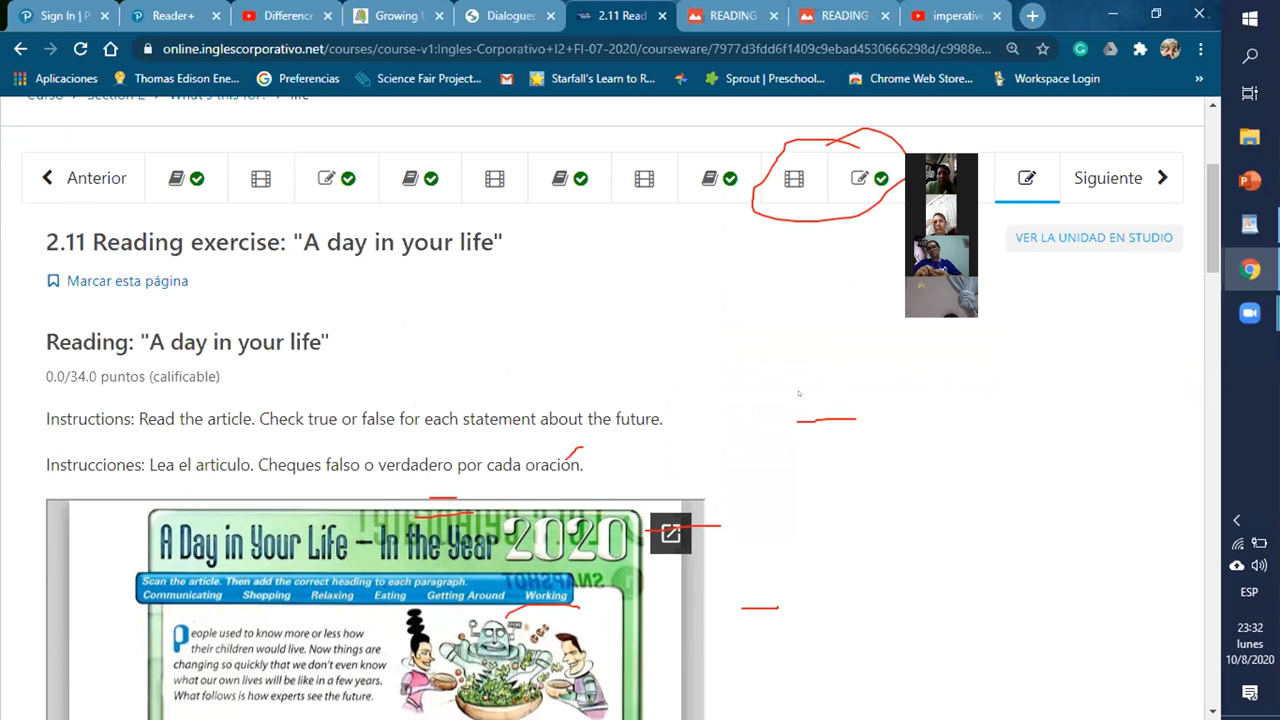 Sign In | P
Reader+
Differenc
Growing U
Dialogues
2.11 Read
READING
READING
imperativ
online.inglescorporativo.net/courses/course-v1:Ingles-Corporativo+I2+FI-07-2020/courseware/7977d3fdd6f1409c9ebad4530666298d/c9988e...
Aplicaciones
Thomas Edison Ene...
Preferencias
Science Fair Project...
Starfall's Learn to R...
Sprout | Preschool...
Chrome Web Store...
Workspace Login
»
Curso
Section 2
What's this for?
life
Anterior
Siguiente
2.11 Reading exercise: "A day in your life"
VER LA UNIDAD EN STUDIO
Marcar esta página
Reading: "A day in your life"
0.0/34.0 puntos (calificable)
Instructions: Read the article. Check true or false for each statement about the future.
Instrucciones: Lea el articulo. Cheques falso o verdadero por cada oración.
A Day in Your Life – In the Year 2020
Scan the article. Then add the correct heading to each paragraph.
SNAPSHOT
Communicating Shopping Relaxing Eating Getting Around Working
People used to know more or less how
their children would live. Now things are
changing so quickly that we don't even know
what our own lives will be like in a few years.
What follows is how experts see the future.
ESP
23:32
lunes
10/8/2020